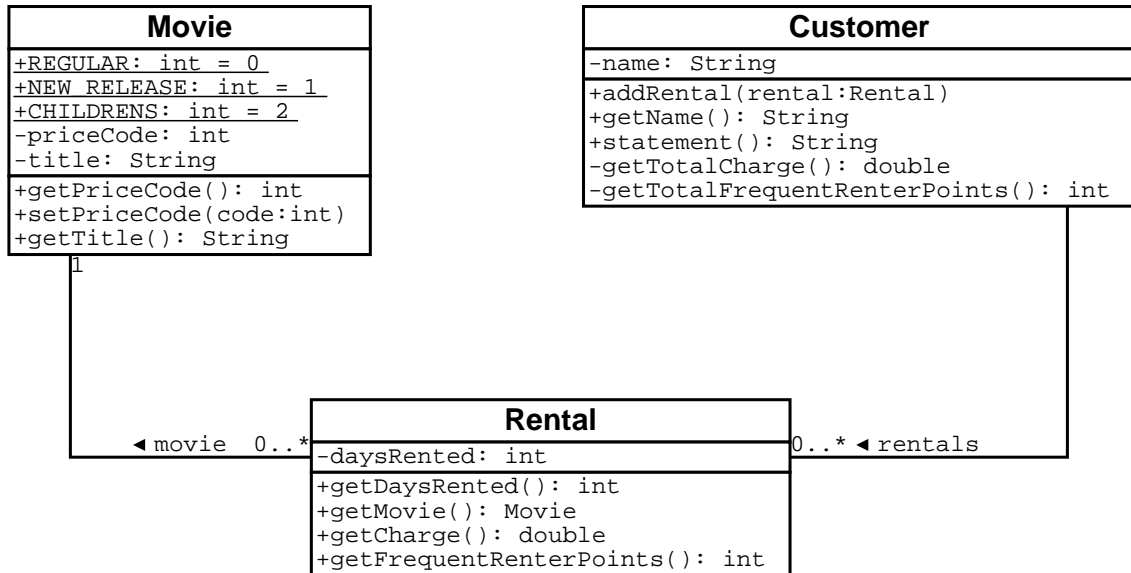 Movie
+REGULAR: int = 0
+NEW_RELEASE: int = 1
+CHILDRENS: int = 2
-priceCode: int
-title: String
+getPriceCode(): int
+setPriceCode(code:int)
+getTitle(): String
1
Customer
-name: String
+addRental(rental:Rental)
+getName(): String
+statement(): String
-getTotalCharge(): double
-getTotalFrequentRenterPoints(): int
◄ movie 0..*
0..* ◄ rentals
Rental
-daysRented: int
+getDaysRented(): int
+getMovie(): Movie
+getCharge(): double
+getFrequentRenterPoints(): int